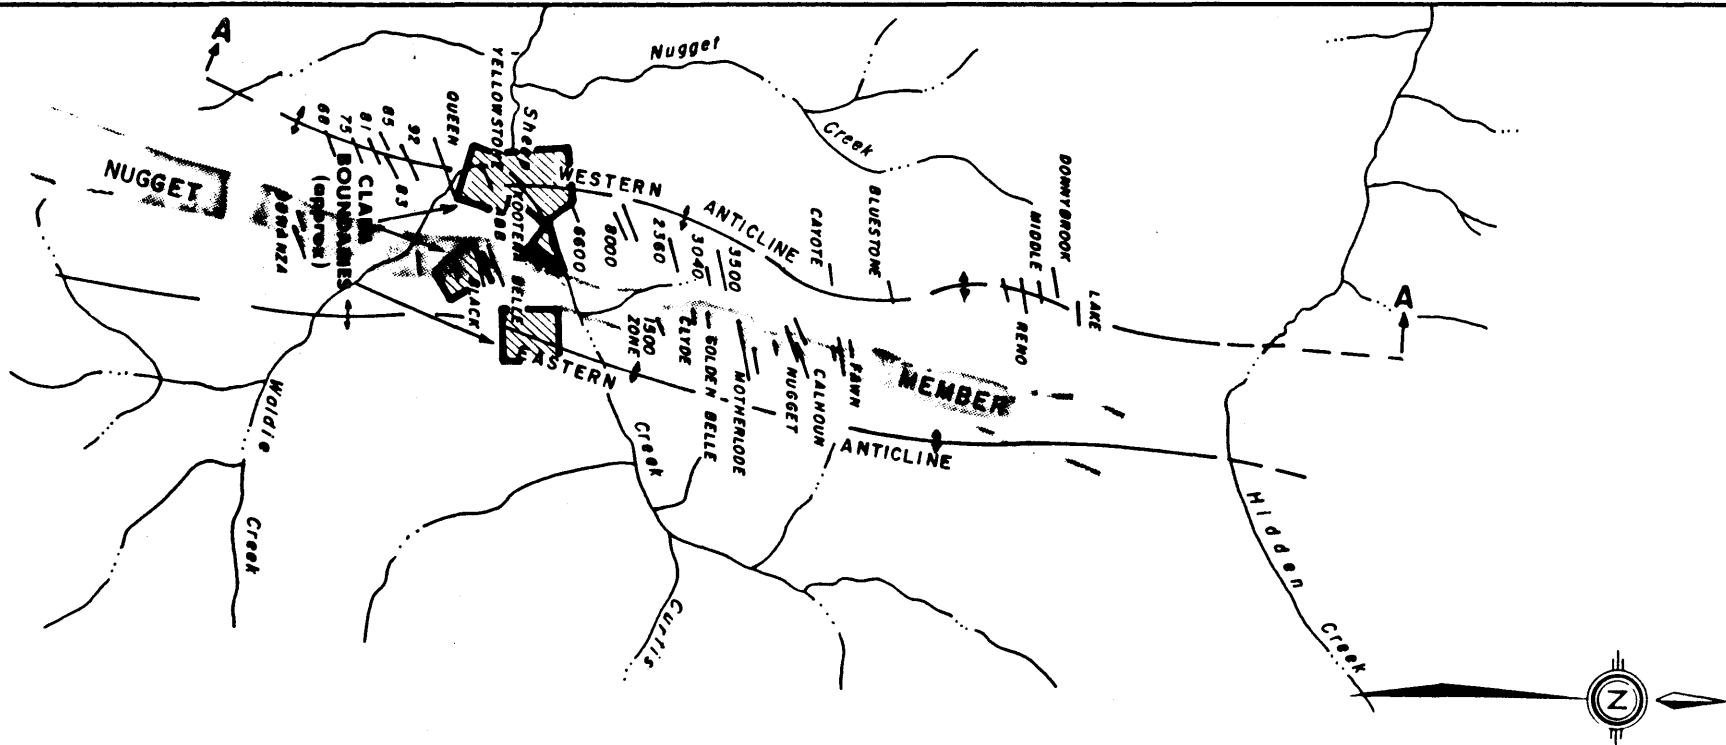 A
Nugget
Creek
YELLOWSTONE
Sheep
QUEEN
92
85
81
75
68
83
CLAIM
BOUNDARIES
(approx)
NUGGET
BONANZA
WESTERN
ANTICLINE
KOOTENAY BELLE
BLACK
6600
8000
2360
3040
3500
CAYOTE
BLUESTONE
MIDDLE
DONNYBROOK
LAKE
RENO
A
1500
ZONE
CLYDE
GOLDEN BELLE
MOTHERLODE
NUGGET
CALHOUN
FAWN
MEMBER
EASTERN
ANTICLINE
Waldie
Creek
Creek
Curtis
Hidden
Creek
N